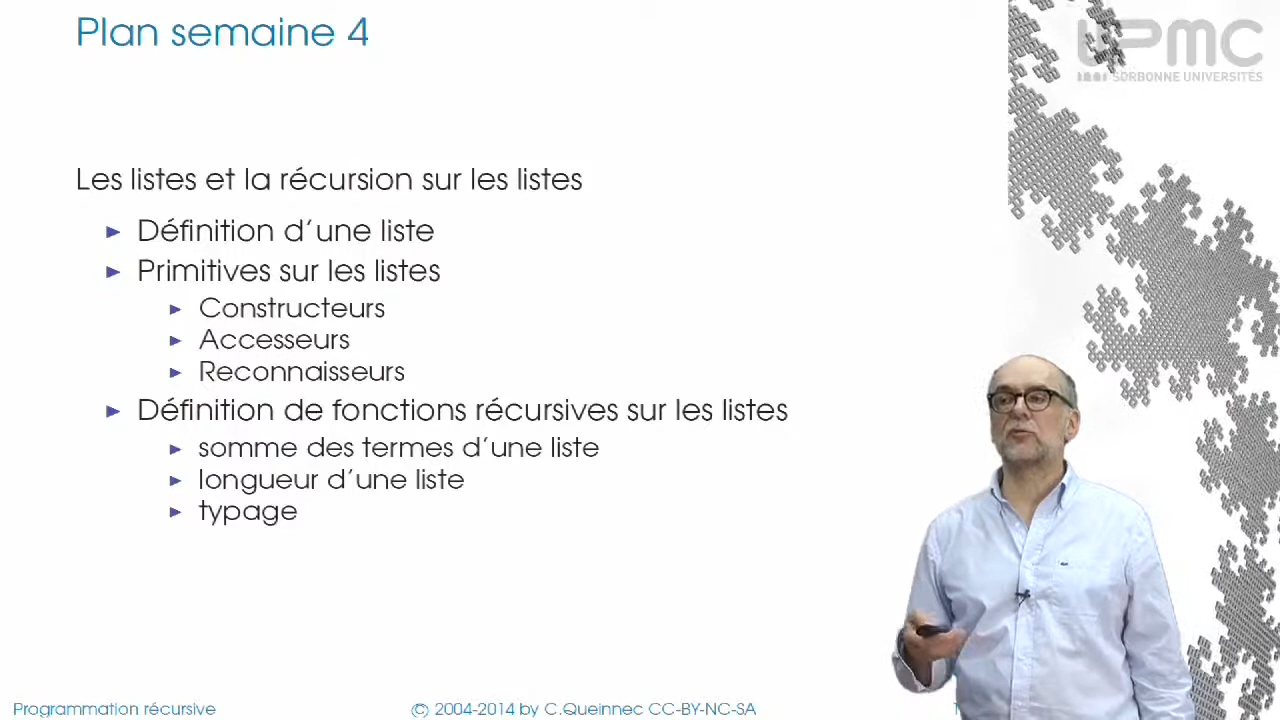 Plan semaine 4
UPMC
SORBONNE UNIVERSITÉS
Les listes et la récursion sur les listes
Définition d'une liste
Primitives sur les listes
Constructeurs
Accesseurs
Reconnaisseurs
Définition de fonctions récursives sur les listes
somme des termes d'une liste
longueur d'une liste
typage
Programmation récursive
© 2004-2014 by C.Queinnec CC-BY-NC-SA